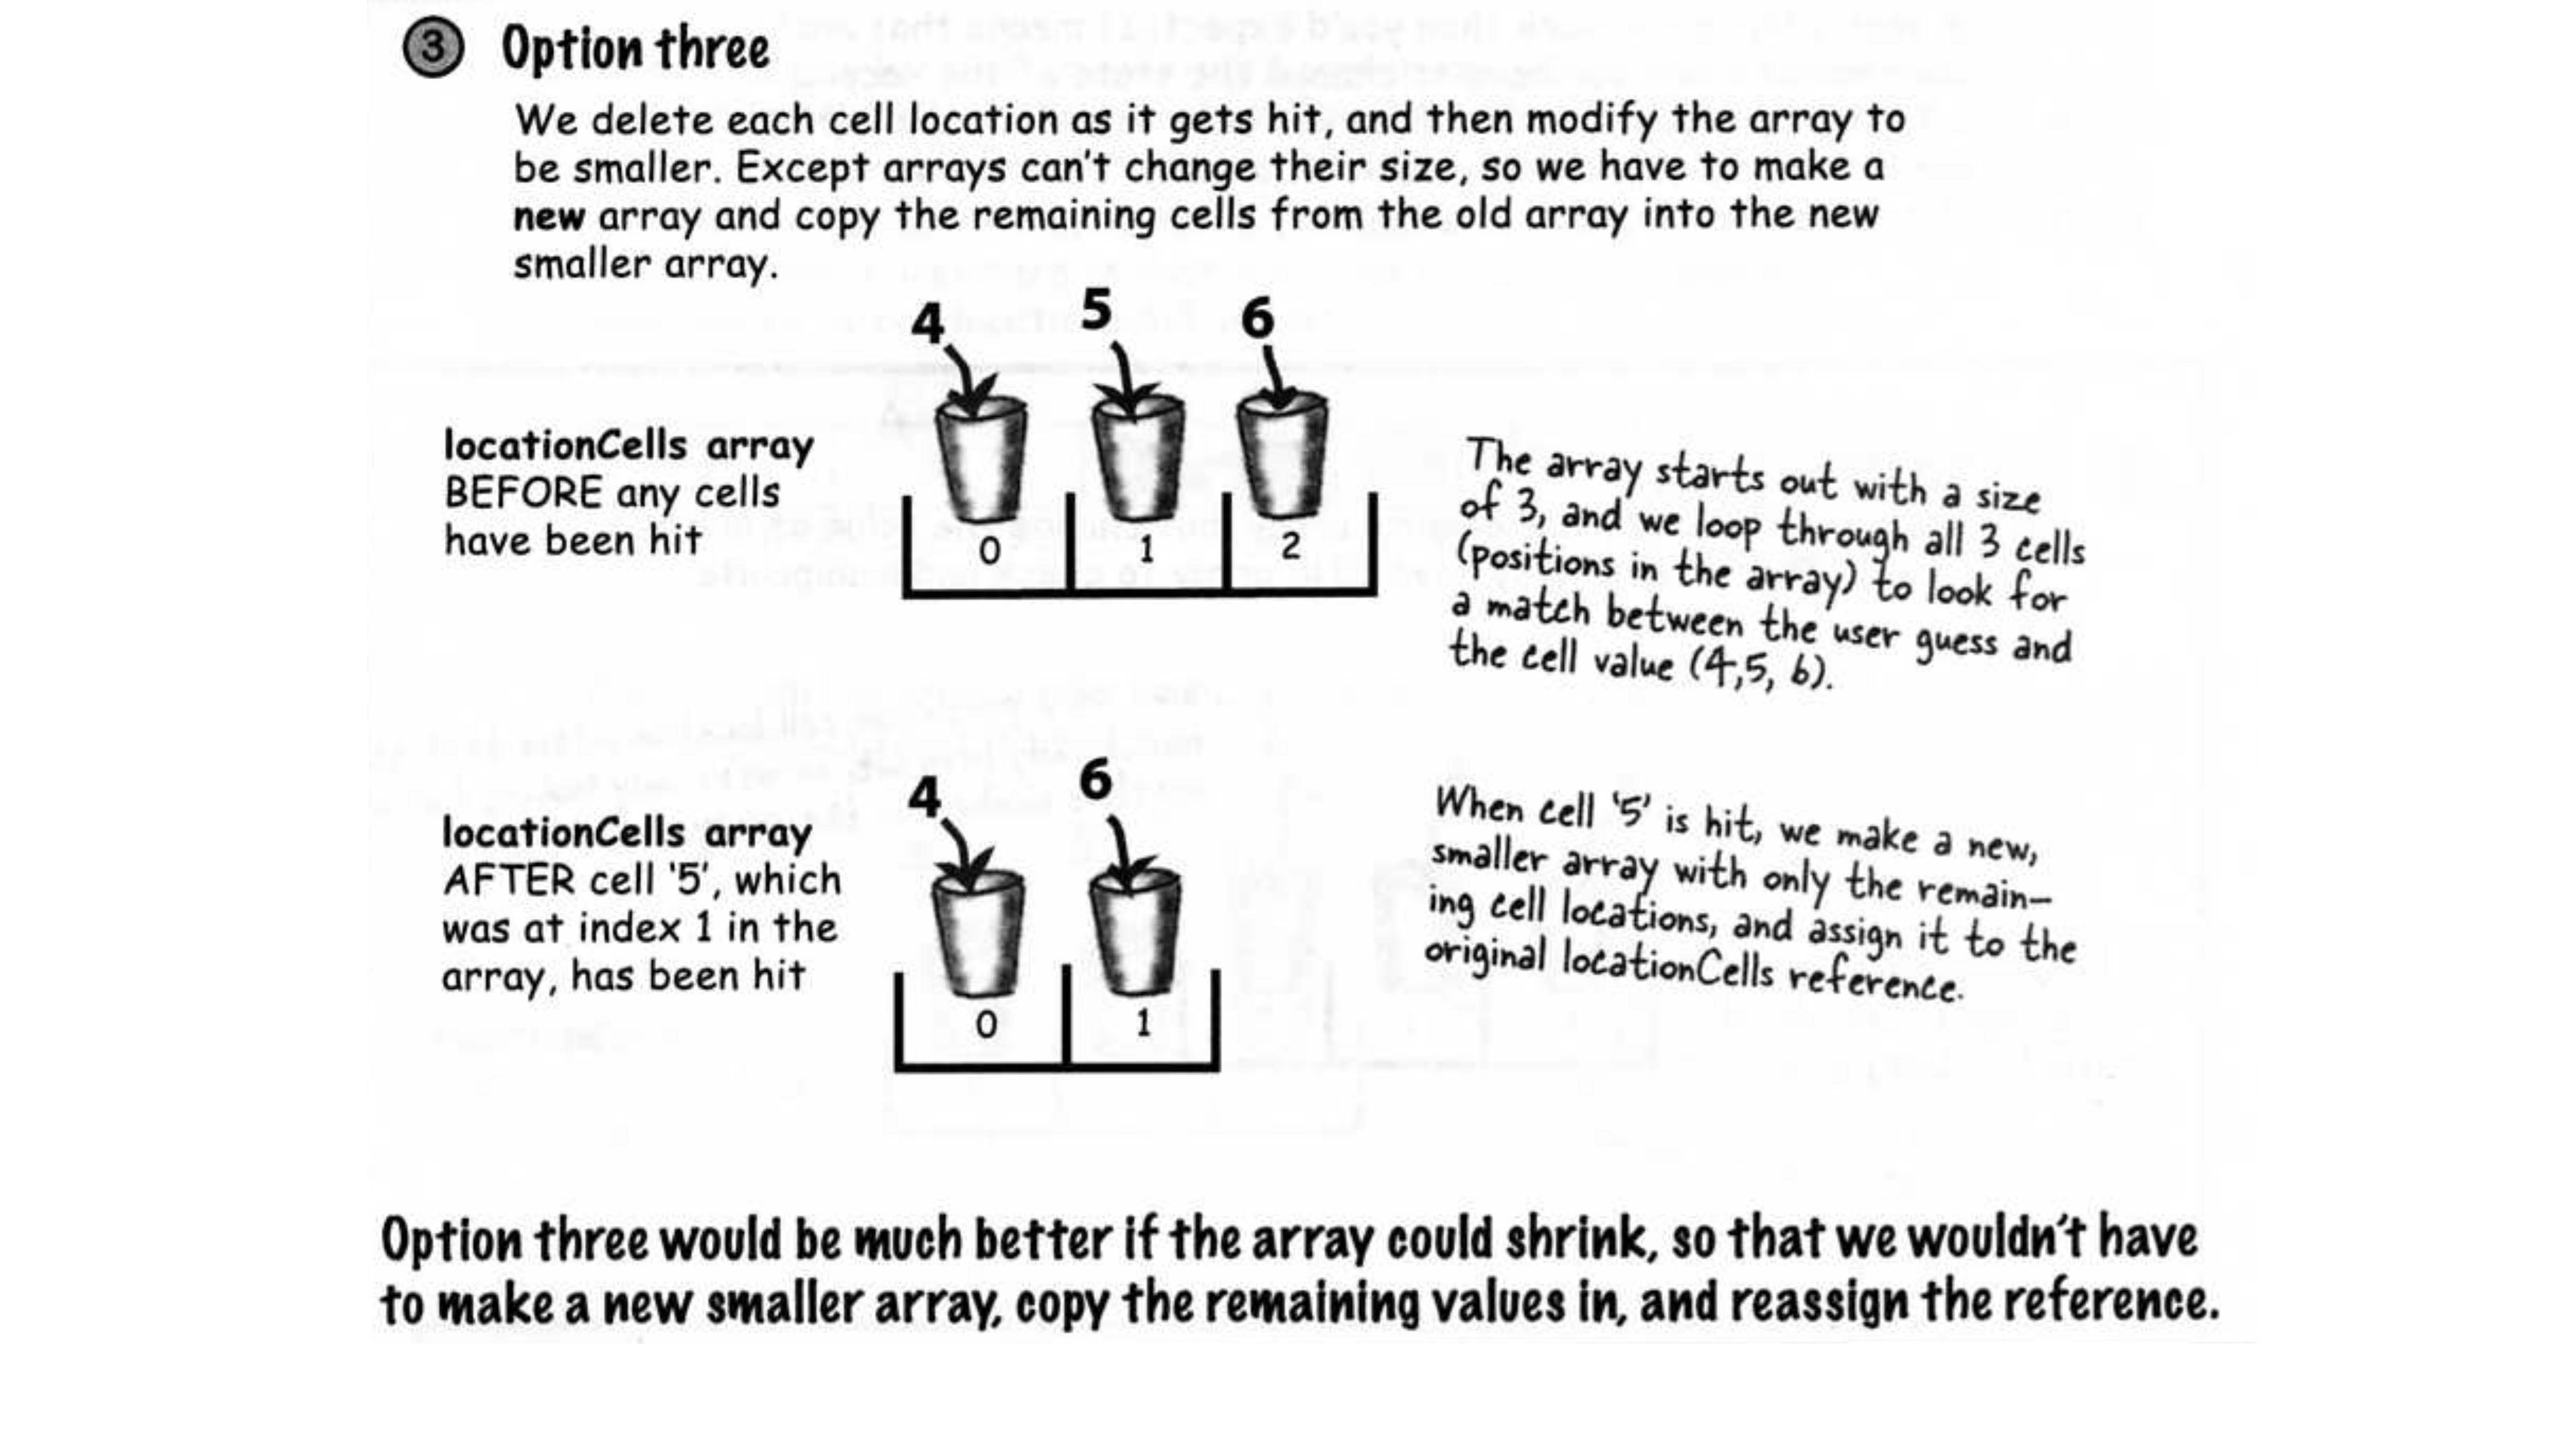 3 Option three
We delete each cell location as it gets hit, and then modify the array to
be smaller. Except arrays can't change their size, so we have to make a
new array and copy the remaining cells from the old array into the new
smaller array.
4 5 6
locationCells array
BEFORE any cells
have been hit
0 1 2
The array starts out with a size
of 3, and we loop through all 3 cells
(positions in the array) to look for
a match between the user guess and
the cell value (4,5, 6).
4 6
locationCells array
AFTER cell '5', which
was at index 1 in the
array, has been hit
0 1
When cell '5' is hit, we make a new,
smaller array with only the remain-
ing cell locations, and assign it to the
original locationCells reference.
Option three would be much better if the array could shrink, so that we wouldn't have
to make a new smaller array, copy the remaining values in, and reassign the reference.